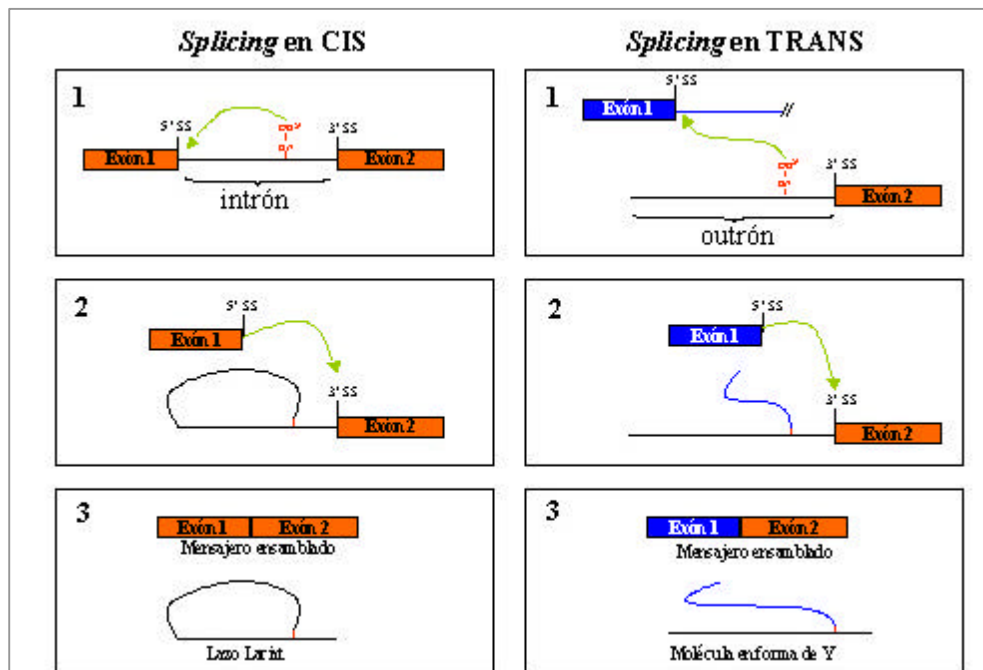 Splicing en CIS
1
5' SS
3' SS
Exón 1
Exón 2
intrón
2
5' SS
Exón 1
3' SS
Exón 2
3
Exón 1 Exón 2
Mensajero ensamblado
Lazo Lariat.
Splicing en TRANS
1
5' SS
Exón 1
//
3' SS
Exón 2
outrón
2
5' SS
Exón 1
3' SS
Exón 2
3
Exón 1 Exón 2
Mensajero ensamblado
Molécula en forma de Y